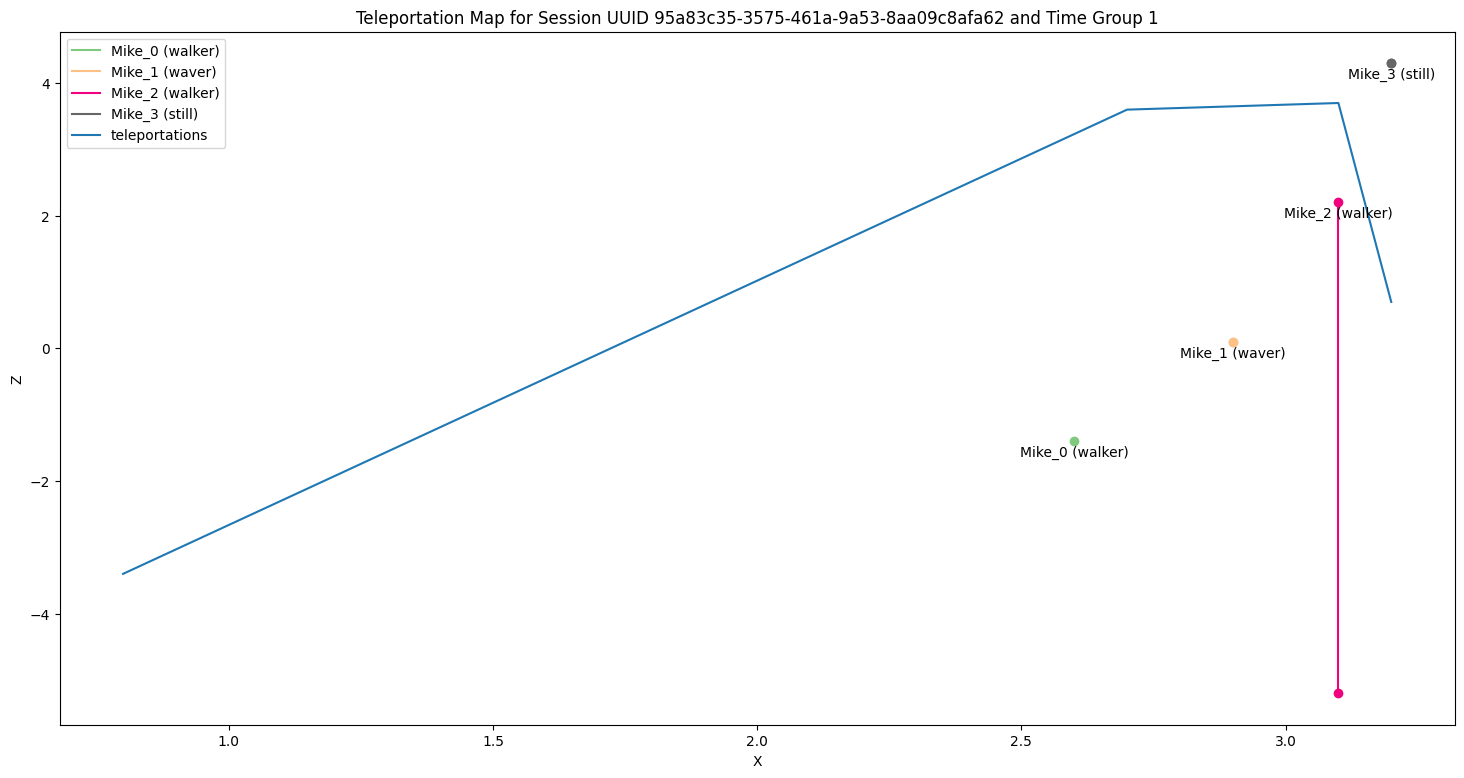 Teleportation Map for Session UUID 95a83c35-3575-461a-9a53-8aa09c8afa62 and Time Group 1
Mike_0 (walker)
Mike_1 (waver)
Mike_2 (walker)
Mike_3 (still)
teleportations
Mike_3 (still)
Mike_2 (walker)
Mike_1 (waver)
Mike_0 (walker)
4
2
0
−2
−4
Z
1.0 1.5 2.0 2.5 3.0
X